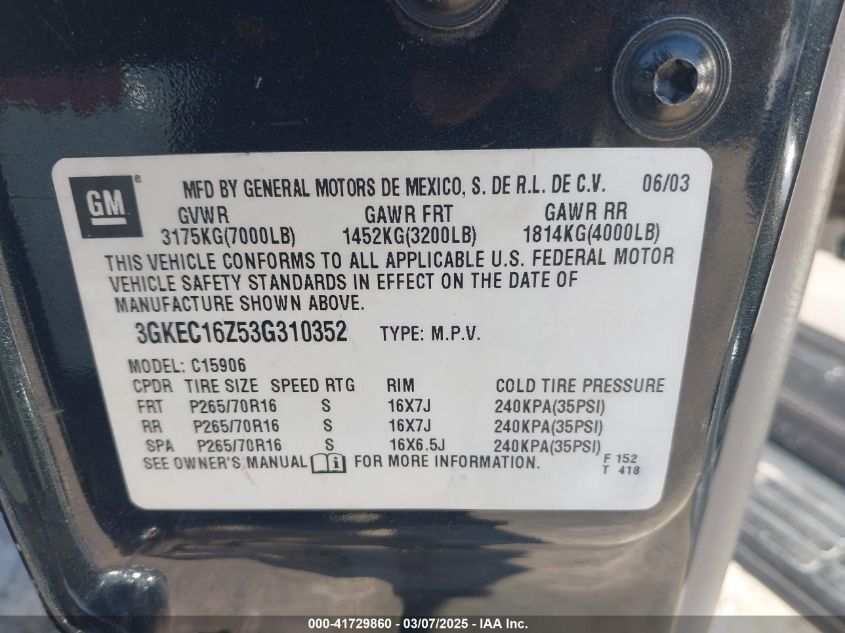 GM ® MFD BY GENERAL MOTORS DE MEXICO, S. DE R.L. DE C.V. 06/03
GVWR GAWR FRT GAWR RR
3175KG(7000LB) 1452KG(3200LB) 1814KG(4000LB)
THIS VEHICLE CONFORMS TO ALL APPLICABLE U.S. FEDERAL MOTOR
VEHICLE SAFETY STANDARDS IN EFFECT ON THE DATE OF
MANUFACTURE SHOWN ABOVE.
3GKEC16Z53G310352 TYPE: M.P.V.
MODEL: C15906
CPDR TIRE SIZE SPEED RTG RIM COLD TIRE PRESSURE
FRT P265/70R16 S 16X7J 240KPA(35PSI)
RR P265/70R16 S 16X7J 240KPA(35PSI)
SPA P265/70R16 S 16X6.5J 240KPA(35PSI)
SEE OWNER'S MANUAL i FOR MORE INFORMATION. F 152
T 418
000-41729860 - 03/07/2025 - IAA Inc.